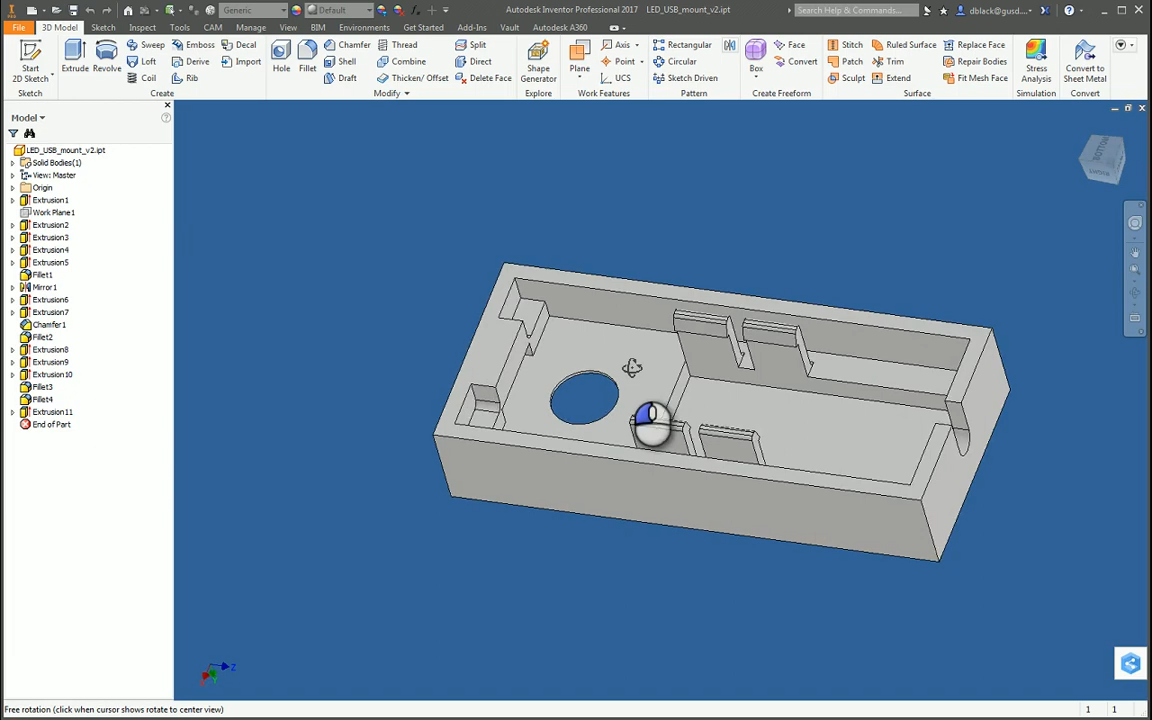 Autodesk Inventor Professional 2017 LED_USB_mount_v2.ipt
Generic
Default
Search Help & Commands...
dblack@gusd...
File 3D Model Sketch Inspect Tools Manage View Environments BIM Get Started Add-Ins Vault Autodesk A360 CAM
Start
2D Sketch
Sketch
Extrude
Revolve
Sweep
Loft
Coil
Emboss
Derive
Rib
Decal
Import
Create
Hole
Fillet
Chamfer
Shell
Draft
Thread
Combine
Thicken/ Offset
Split
Direct
Delete Face
Modify
Shape
Generator
Explore
Plane
Axis
Point
UCS
Work Features
Rectangular
Circular
Sketch Driven
Pattern
Box
Face
Convert
Create Freeform
Stitch
Patch
Sculpt
Ruled Surface
Trim
Extend
Replace Face
Repair Bodies
Fit Mesh Face
Surface
Stress
Analysis
Simulation
Convert to
Sheet Metal
Convert
Model
LED_USB_mount_v2.ipt
Solid Bodies(1)
View: Master
Origin
Extrusion1
Work Plane1
Extrusion2
Extrusion3
Extrusion4
Extrusion5
Fillet1
Mirror1
Extrusion6
Extrusion7
Chamfer1
Fillet2
Extrusion8
Extrusion9
Extrusion10
Fillet3
Fillet4
Extrusion11
End of Part
BOTTOM
Z
Free rotation (click when cursor shows rotate to center view)
1 1